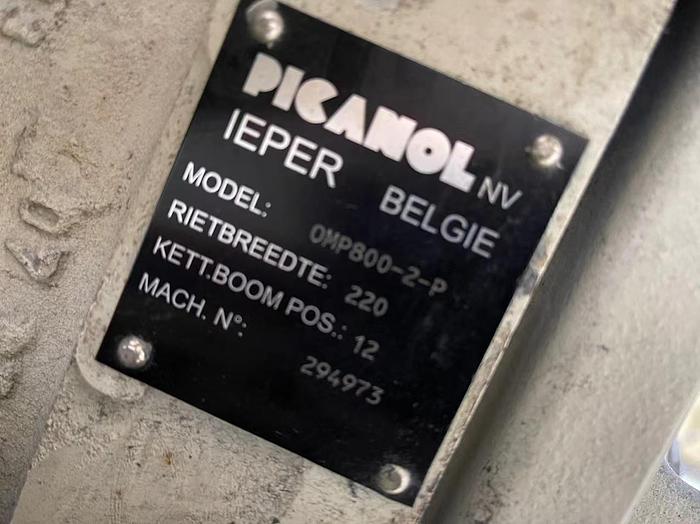 PICANOL NV
IEPER BELGIE
MODEL: OMP800-2-P
RIETBREEDTE: 220
KETT.BOOM POS.: 12
MACH. N°: 294973